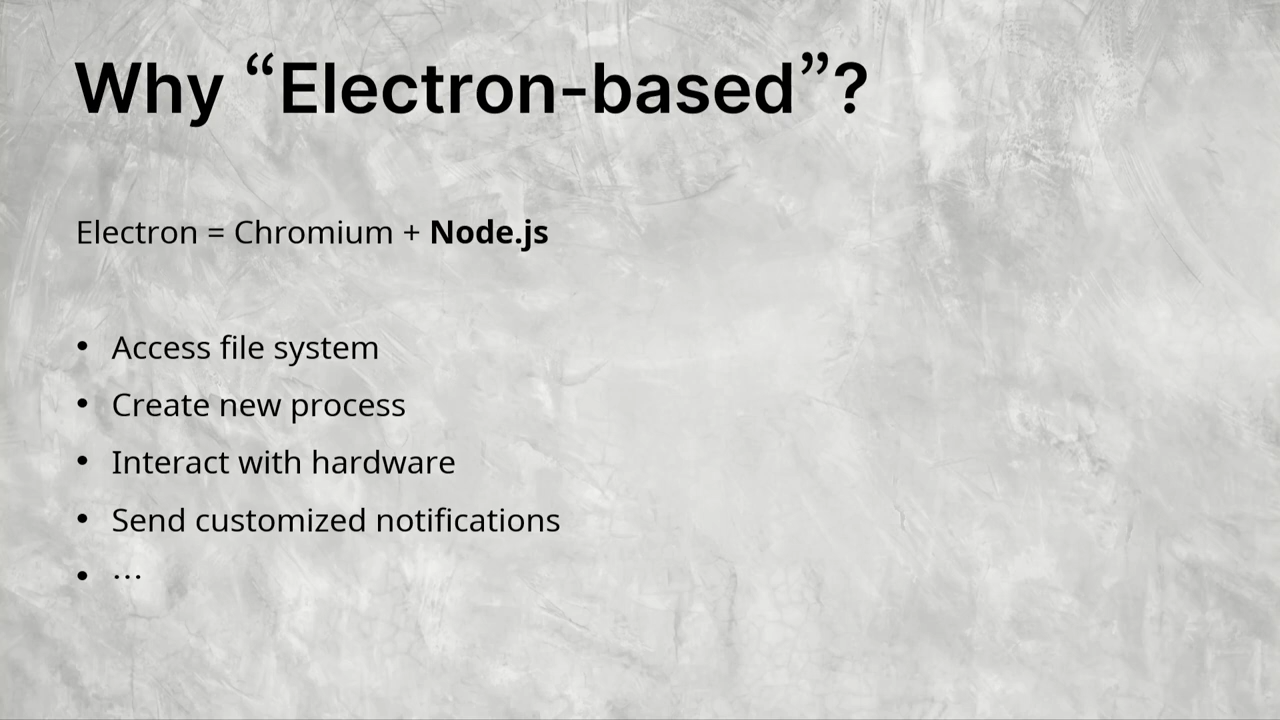 Why “Electron-based”?
Electron = Chromium + Node.js
• Access file system
• Create new process
• Interact with hardware
• Send customized notifications
• ⋯